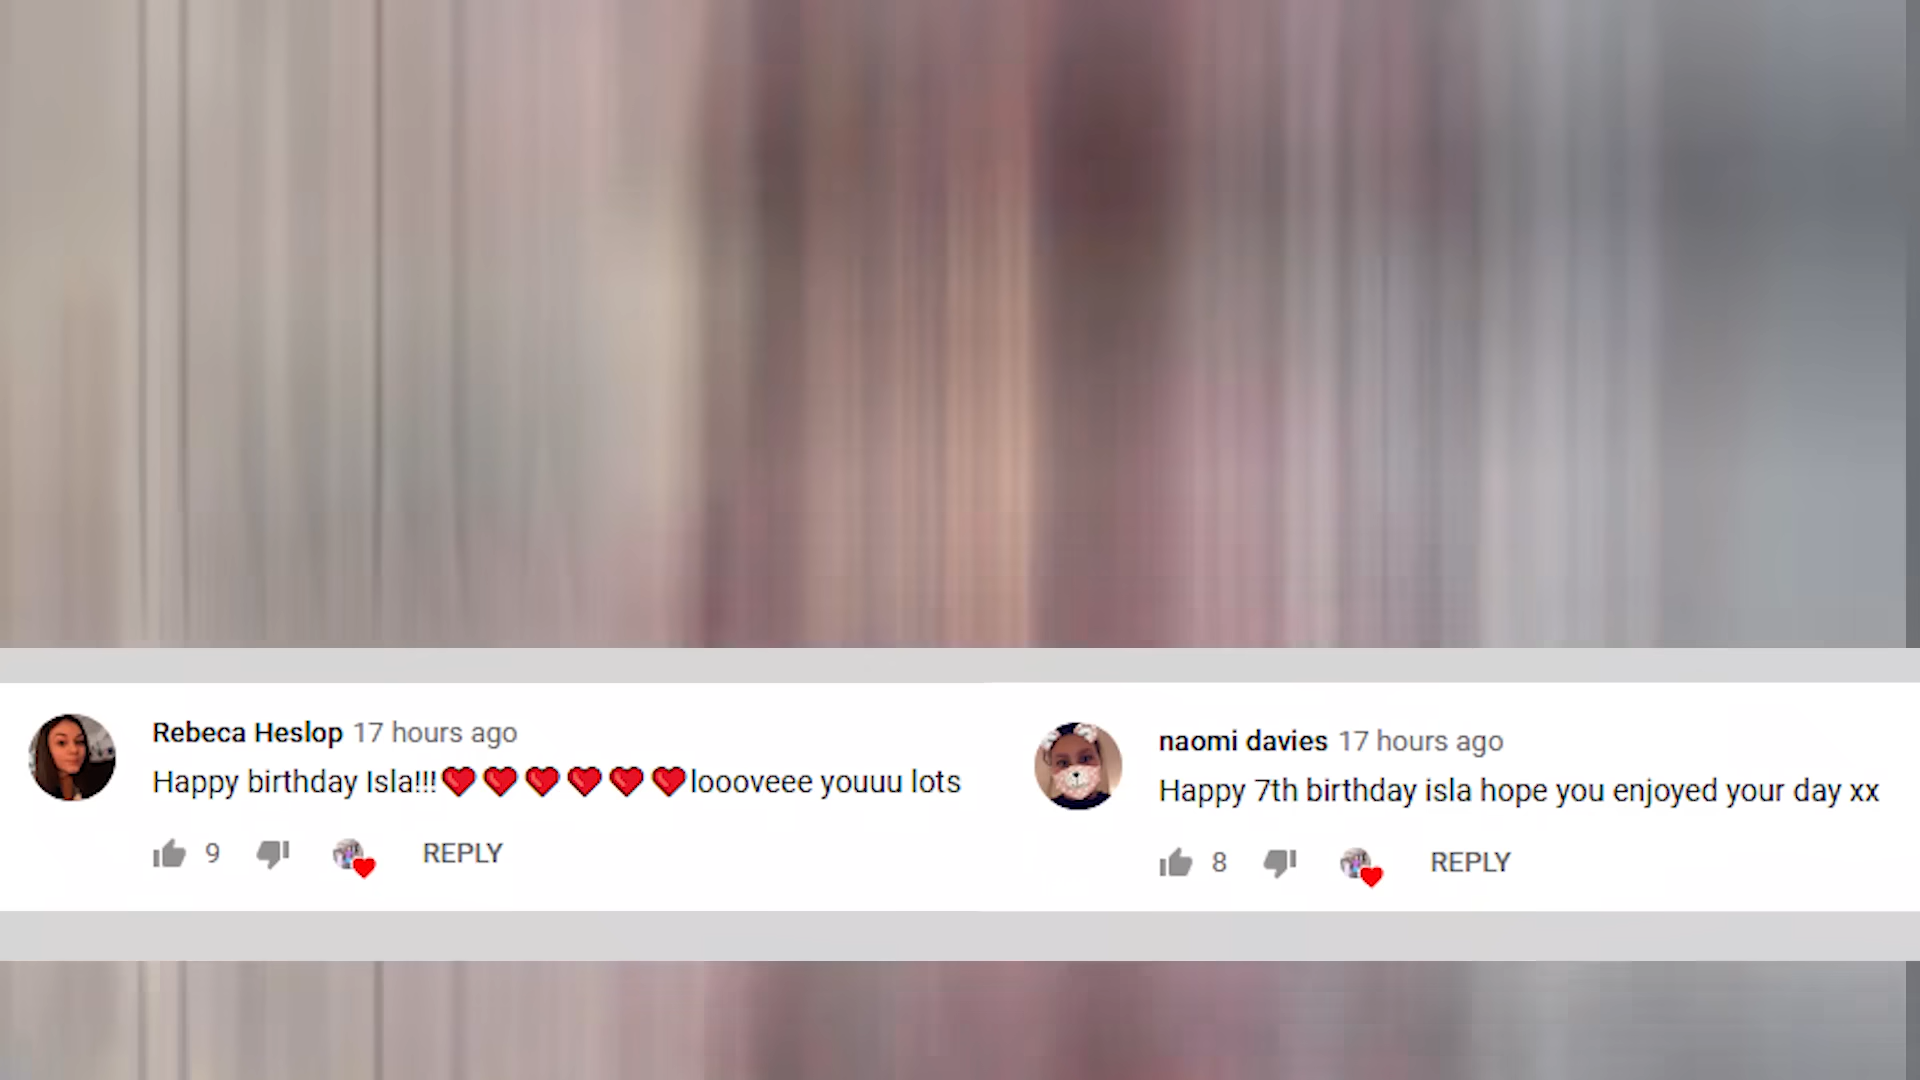 Rebeca Heslop 17 hours ago
Happy birthday Isla!!!❤❤❤❤❤❤loooveee youuu lots
9 REPLY
naomi davies 17 hours ago
Happy 7th birthday isla hope you enjoyed your day xx
8 REPLY